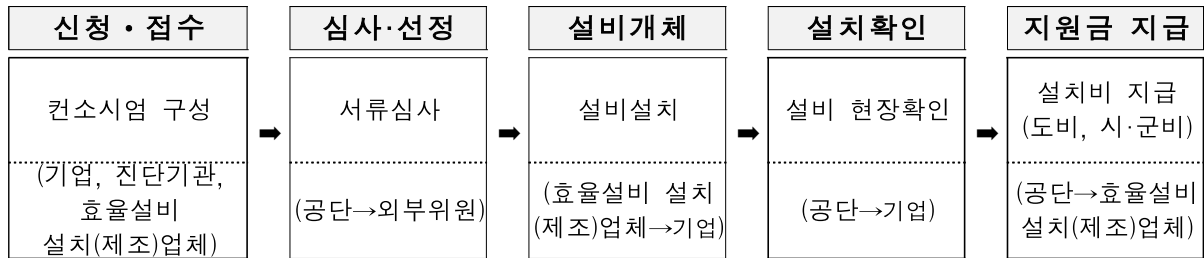 신청・접수
컨소시엄 구성
(기업, 진단기관,
효율설비
설치(제조)업체)
➡
심사·선정
서류심사
(공단→외부위원)
➡
설비개체
설비설치
(효율설비 설치
(제조)업체→기업)
➡
설치확인
설비 현장확인
(공단→기업)
➡
지원금 지급
설치비 지급
(도비, 시·군비)
(공단→효율설비
설치(제조)업체)